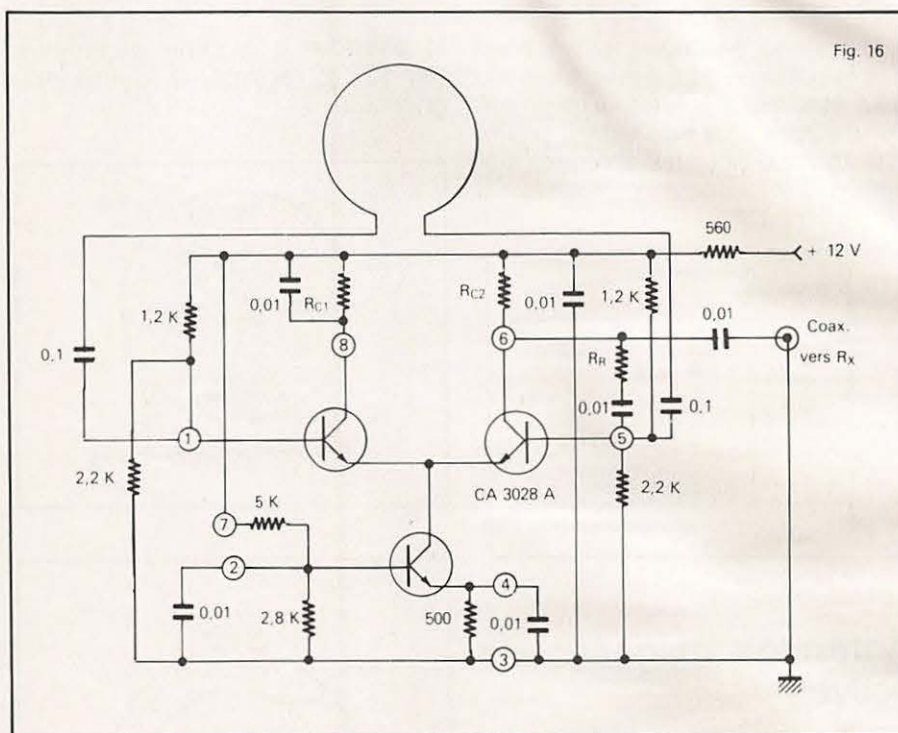 Fig. 16
560
+ 12 V
1,2 K
0,01
RC1
RC2
0,01
1,2 K
0,01
Coax.
vers RX
0,1
8
6
RR
0,01
0,1
1
5
2,2 K
CA 3028 A
2,2 K
7
5 K
2
4
0,01
2,8 K
500
0,01
3